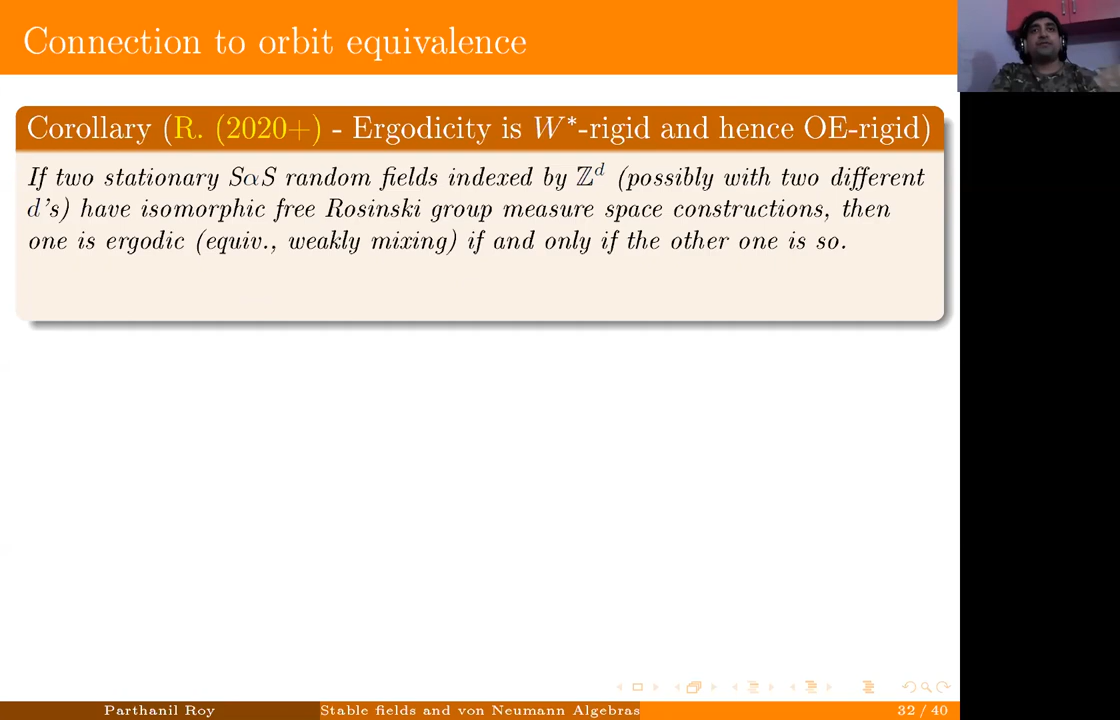 Connection to orbit equivalence
Corollary (R. (2020+) - Ergodicity is W*-rigid and hence OE-rigid)
If two stationary SαS random fields indexed by ℤᵈ (possibly with two different
d's) have isomorphic free Rosinski group measure space constructions, then
one is ergodic (equiv., weakly mixing) if and only if the other one is so.
Parthanil Roy
Stable fields and von Neumann Algebras
32 / 40